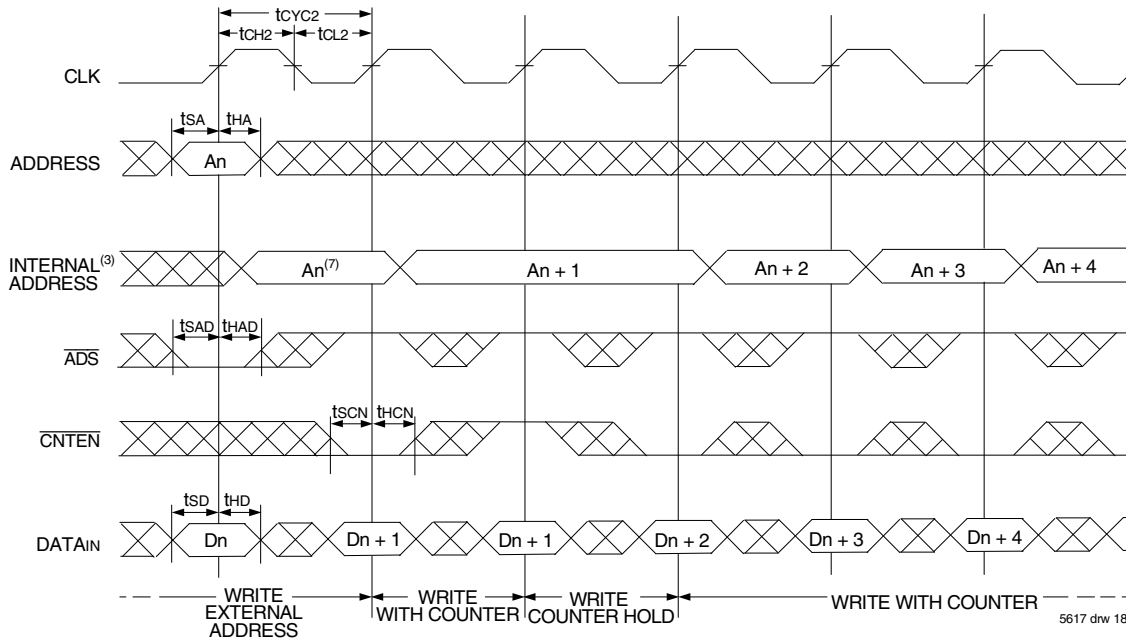 tCYC2
tCH2 tCL2
CLK
tSA tHA
ADDRESS An
INTERNAL(3)
ADDRESS An(7) An + 1 An + 2 An + 3 An + 4
tSAD tHAD
ADS
tSCN tHCN
CNTEN
tSD tHD
DATAIN Dn Dn + 1 Dn + 1 Dn + 2 Dn + 3 Dn + 4
WRITE
EXTERNAL
ADDRESS
WRITE
WITH COUNTER
WRITE
COUNTER HOLD
WRITE WITH COUNTER
5617 drw 18